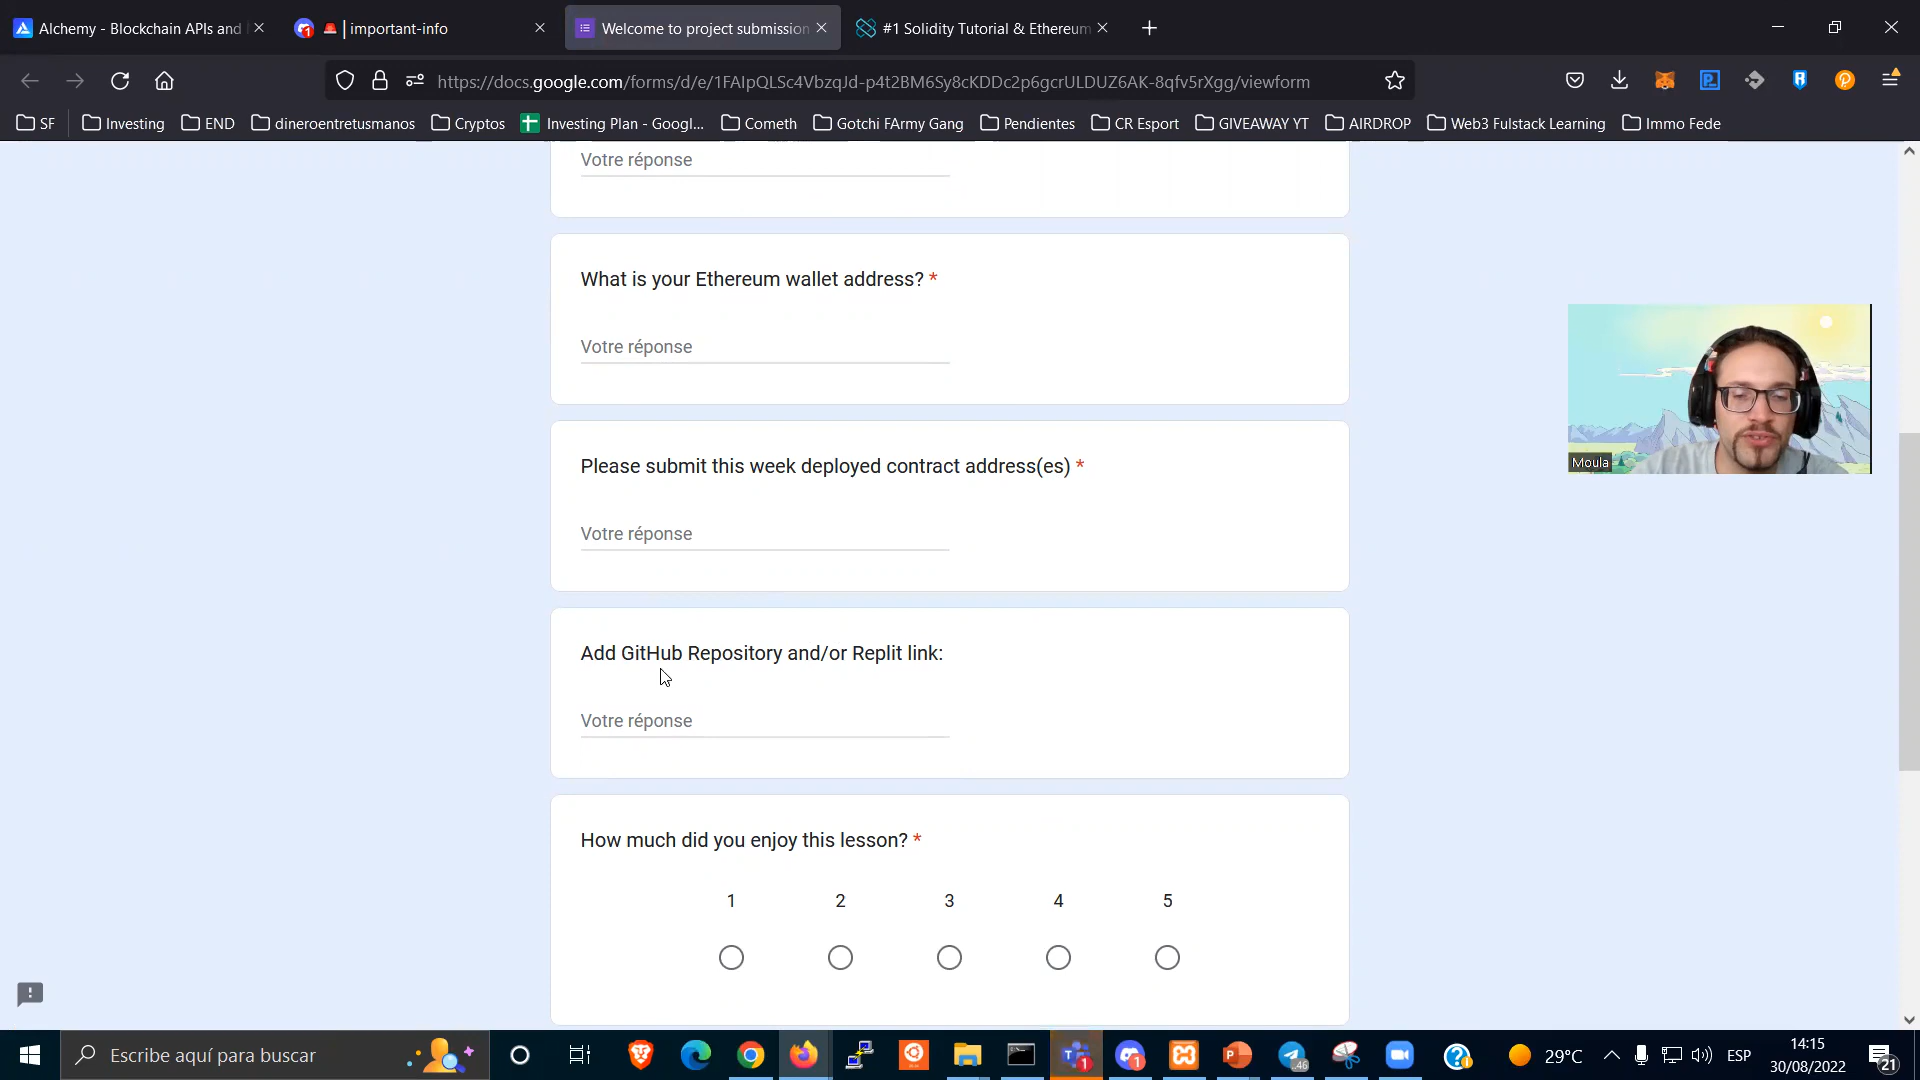 Alchemy - Blockchain APIs and
important-info
Welcome to project submission
#1 Solidity Tutorial & Ethereum
https://docs.google.com/forms/d/e/1FAIpQLSc4VbzqJd-p4t2BM6Sy8cKDDc2p6gcrULDUZ6AK-8qfv5rXgg/viewform
SF
Investing
END
dineroentretusmanos
Cryptos
Investing Plan - Googl...
Cometh
Gotchi FArmy Gang
Pendientes
CR Esport
GIVEAWAY YT
AIRDROP
Web3 Fulstack Learning
Immo Fede
Votre réponse
What is your Ethereum wallet address? *
Votre réponse
Moula
Please submit this week deployed contract address(es) *
Votre réponse
Add GitHub Repository and/or Replit link:
Votre réponse
How much did you enjoy this lesson? *
1 2 3 4 5
Escribe aquí para buscar
29°C
ESP
14:15
30/08/2022
21